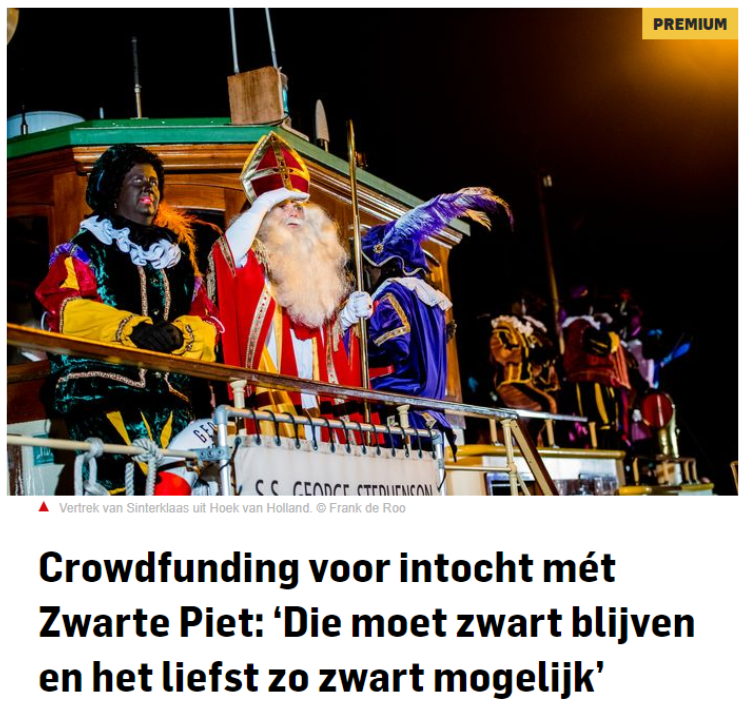 PREMIUM
S.S. GEORGE STEPHENSON
Vertrek van Sinterklaas uit Hoek van Holland. © Frank de Roo
Crowdfunding voor intocht mét
Zwarte Piet: ‘Die moet zwart blijven
en het liefst zo zwart mogelijk’